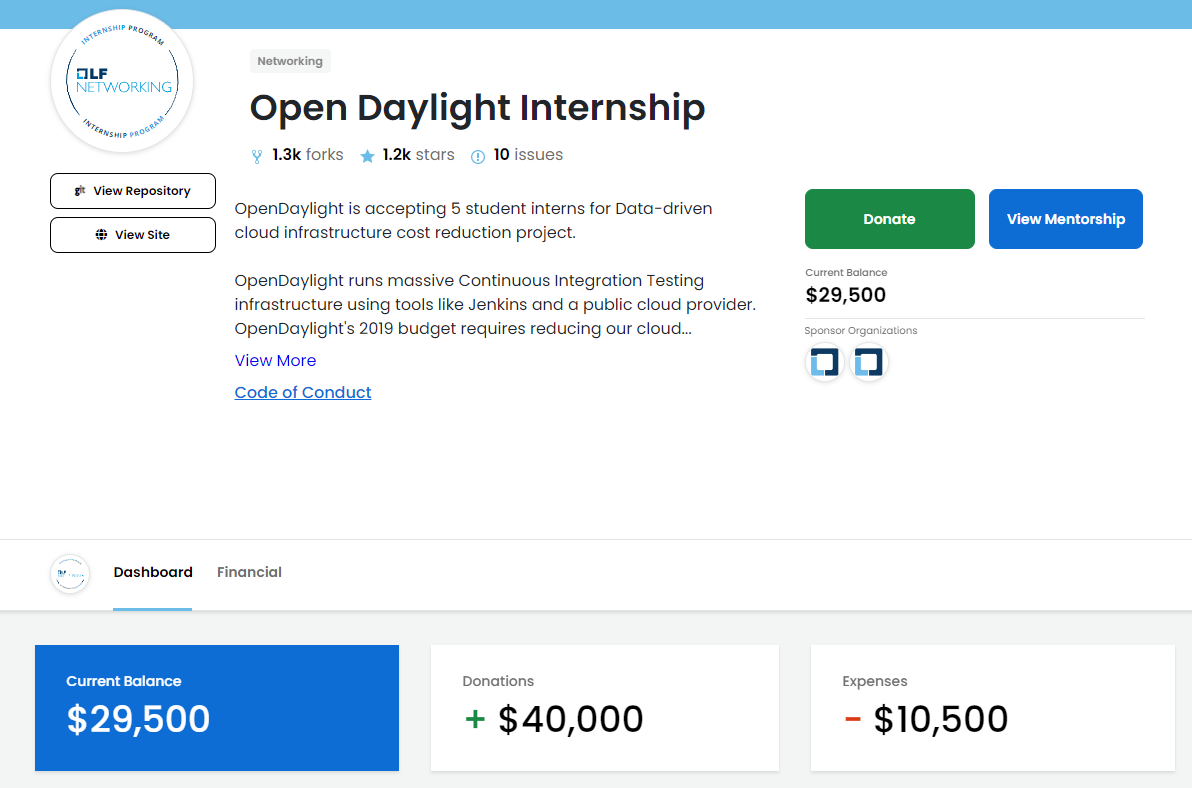 INTERNSHIP PROGRAM
LF
NETWORKING
INTERNSHIP PROGRAM
Networking
Open Daylight Internship
1.3k forks 1.2k stars 10 issues
git View Repository
View Site
OpenDaylight is accepting 5 student interns for Data-driven
cloud infrastructure cost reduction project.
OpenDaylight runs massive Continuous Integration Testing
infrastructure using tools like Jenkins and a public cloud provider.
OpenDaylight's 2019 budget requires reducing our cloud...
View More
Code of Conduct
Donate
View Mentorship
Current Balance
$29,500
Sponsor Organizations
Dashboard
Financial
Current Balance
$29,500
Donations
+ $40,000
Expenses
- $10,500